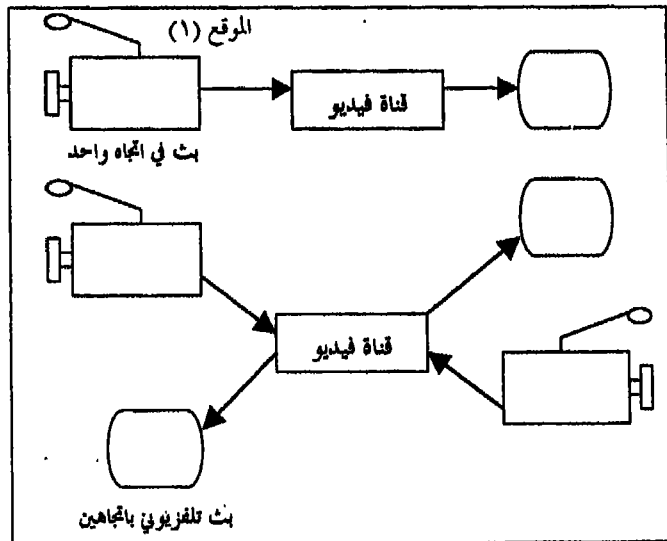 الموقع (١)
قناة فيديو
بث في اتجاه واحد
قناة فيديو
بث تلفزيوني باتجاهين